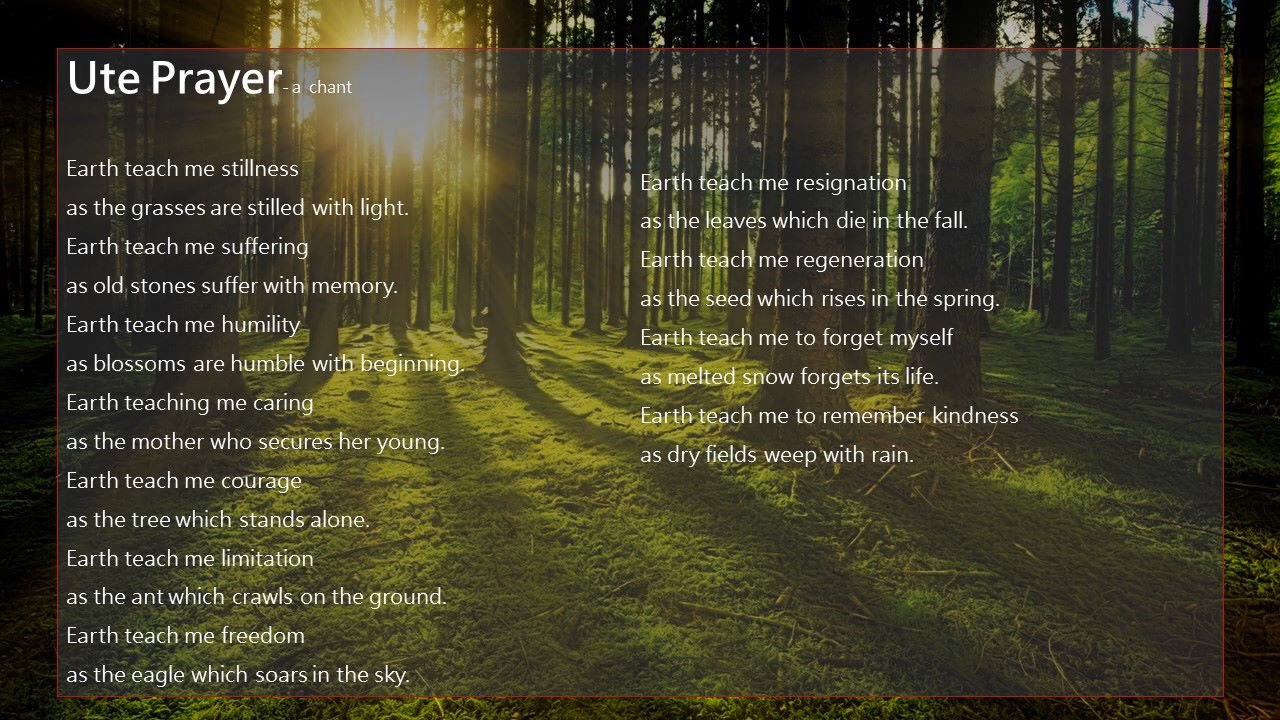 Ute Prayer - a chant
Earth teach me stillness
as the grasses are stilled with light.
Earth teach me suffering
as old stones suffer with memory.
Earth teach me humility
as blossoms are humble with beginning.
Earth teaching me caring
as the mother who secures her young.
Earth teach me courage
as the tree which stands alone.
Earth teach me limitation
as the ant which crawls on the ground.
Earth teach me freedom
as the eagle which soars in the sky.
Earth teach me resignation
as the leaves which die in the fall.
Earth teach me regeneration
as the seed which rises in the spring.
Earth teach me to forget myself
as melted snow forgets its life.
Earth teach me to remember kindness
as dry fields weep with rain.